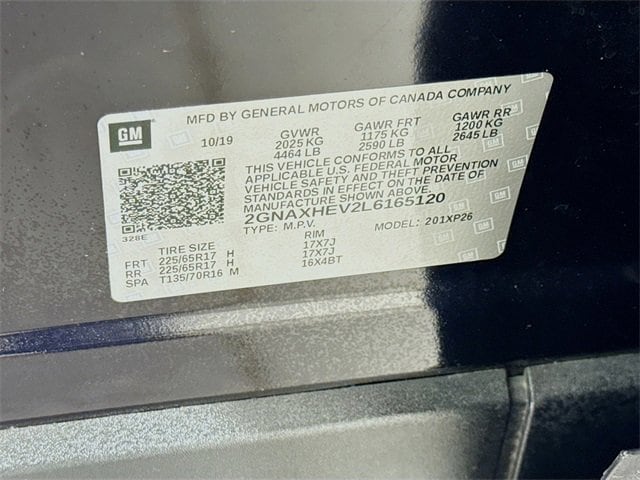 MFD BY GENERAL MOTORS OF CANADA COMPANY
GM
10/19 GVWR GAWR FRT GAWR RR
2025 KG 1175 KG 1200 KG
4464 LB 2590 LB 2645 LB
THIS VEHICLE CONFORMS TO ALL
APPLICABLE U.S. FEDERAL MOTOR
VEHICLE SAFETY AND THEFT PREVENTION
STANDARDS IN EFFECT ON THE DATE OF
MANUFACTURE SHOWN ABOVE.
2GNAXHEV2L6165120
TYPE: M.P.V. MODEL: 201XP26
328E
TIRE SIZE RIM
FRT 225/65R17 H 17X7J
RR 225/65R17 H 17X7J
SPA T135/70R16 M 16X4BT